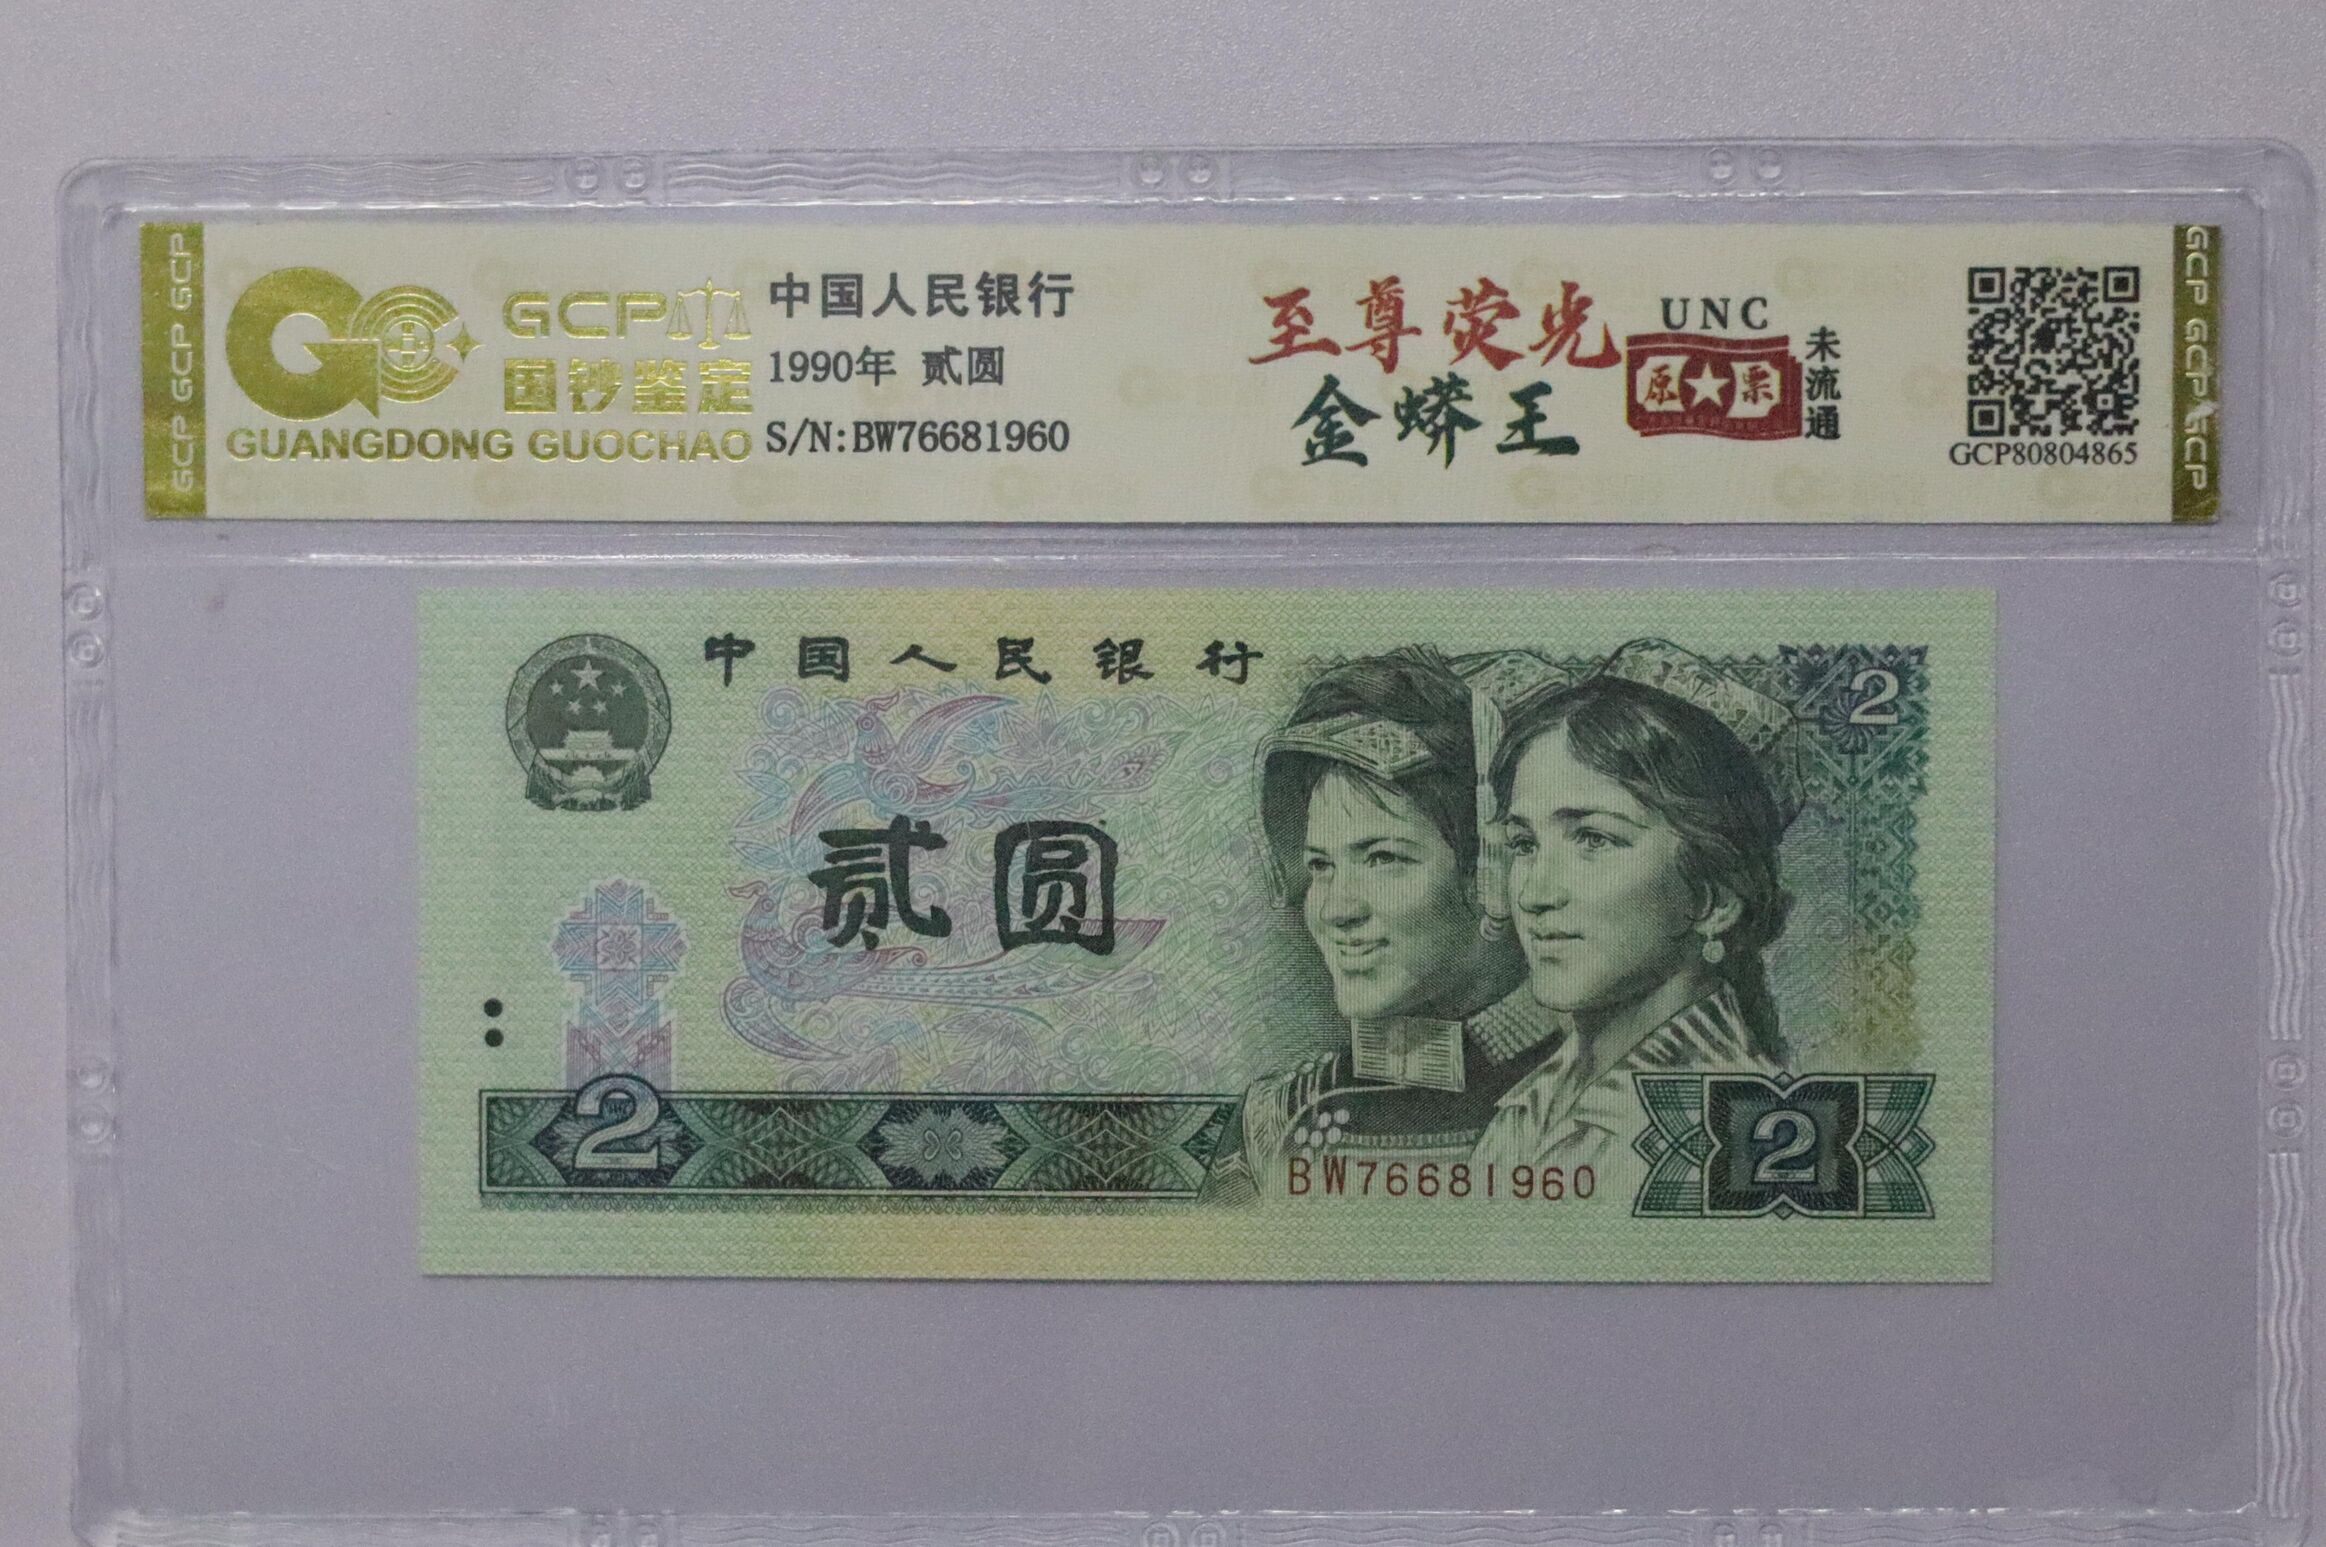 GCP GCP GCP
GCP
国钞鉴定
GUANGDONG GUOCHAO
中国人民银行
1990年 贰圆
S/N:BW76681960
至尊荧光
金蟒王
UNC
原★票
未流通
GCP80804865
GCP GCP GCP
中国人民银行
2
贰圆
2
BW76681960
2